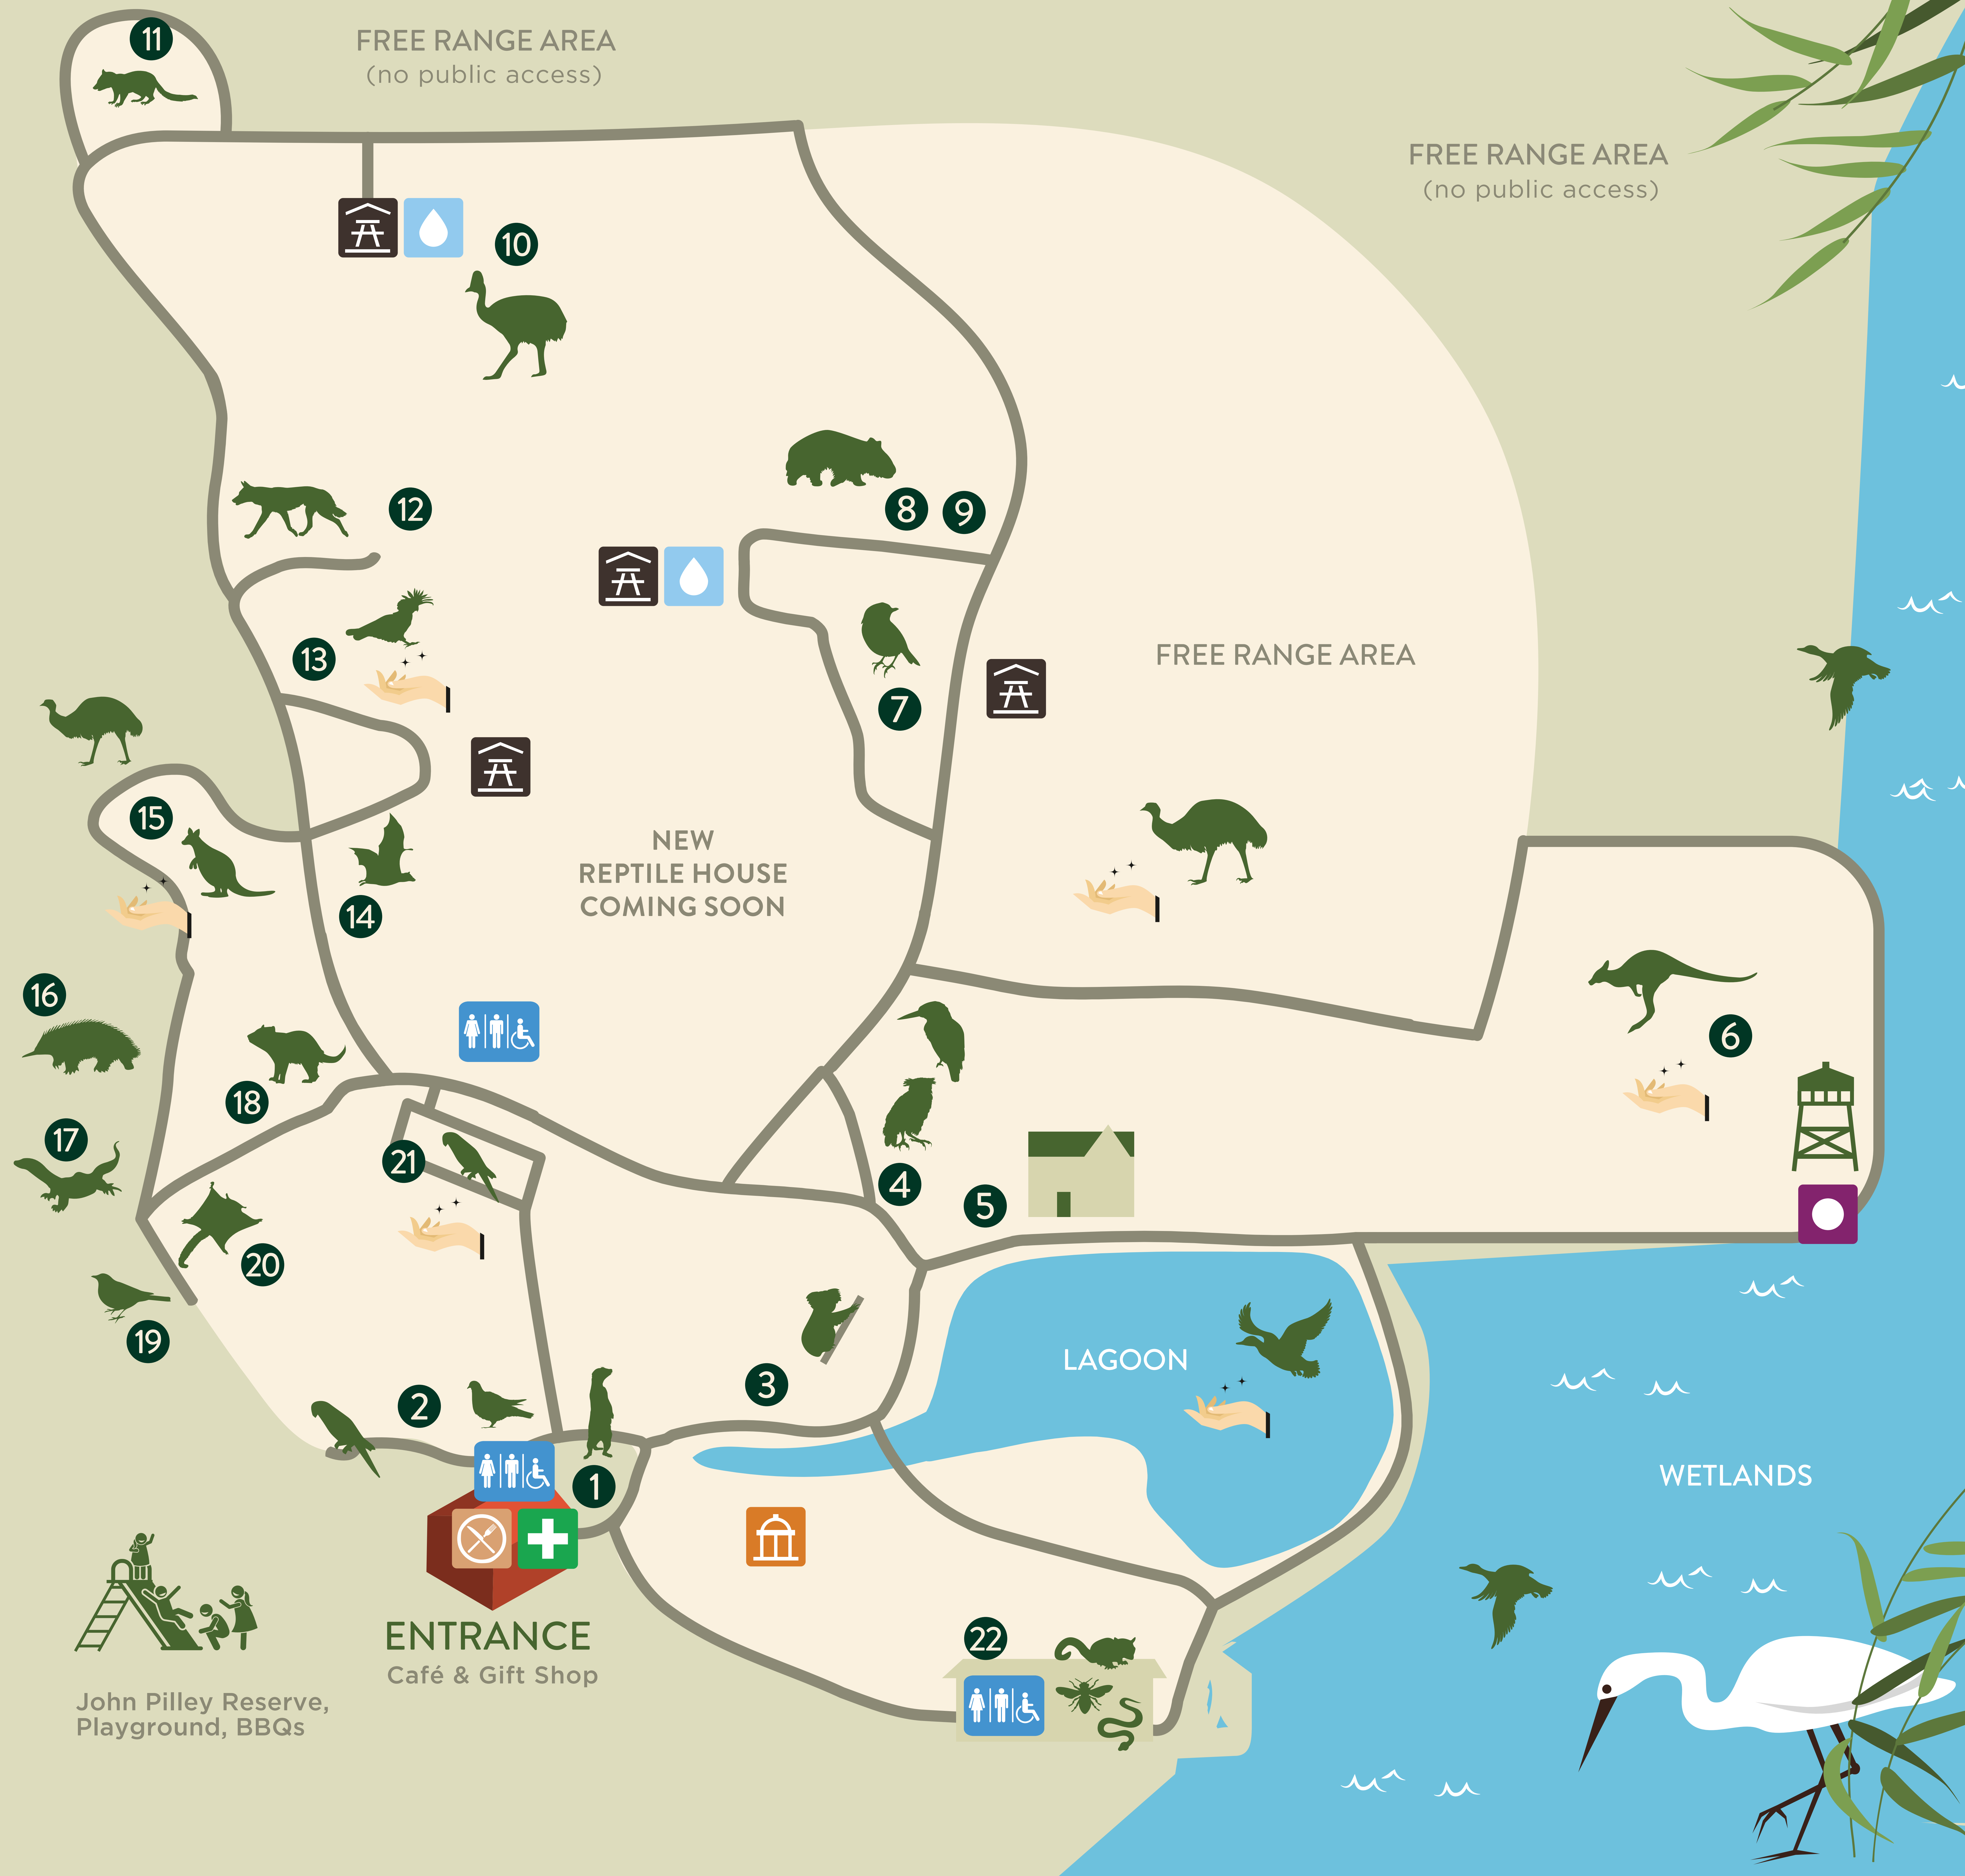 11
FREE RANGE AREA
(no public access)
FREE RANGE AREA
(no public access)
10
12
8
9
13
7
FREE RANGE AREA
15
NEW
REPTILE HOUSE
COMING SOON
14
16
6
18
17
21
4
5
20
19
LAGOON
3
2
1
WETLANDS
ENTRANCE
Café & Gift Shop
22
John Pilley Reserve,
Playground, BBQs